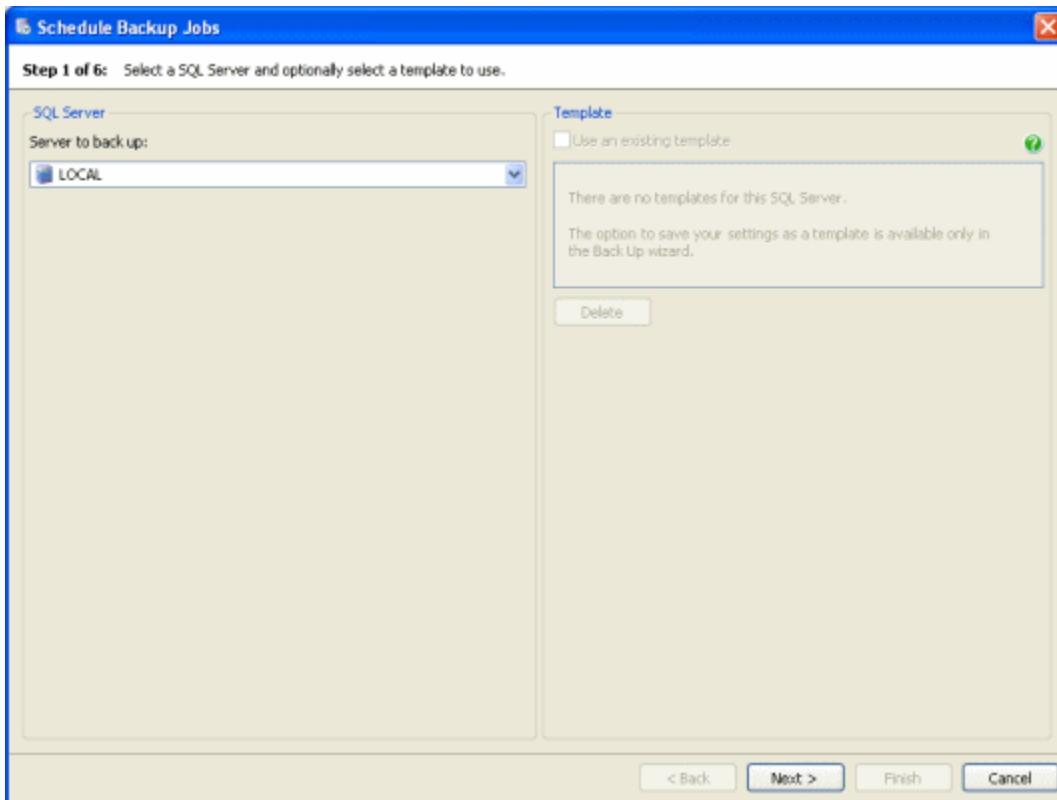 Schedule Backup Jobs
Step 1 of 6: Select a SQL Server and optionally select a template to use.
SQL Server
Server to back up:
LOCAL
Template
Use an existing template
?
There are no templates for this SQL Server.
The option to save your settings as a template is available only in
the Back Up wizard.
Delete
< Back
Next >
Finish
Cancel